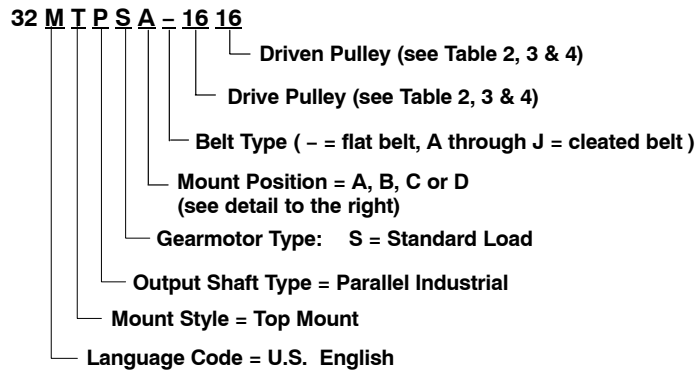 32 M T P S A – 16 16
Driven Pulley (see Table 2, 3 & 4)
Drive Pulley (see Table 2, 3 & 4)
Belt Type ( – = flat belt, A through J = cleated belt )
Mount Position = A, B, C or D
(see detail to the right)
Gearmotor Type: S = Standard Load
Output Shaft Type = Parallel Industrial
Mount Style = Top Mount
Language Code = U.S. English